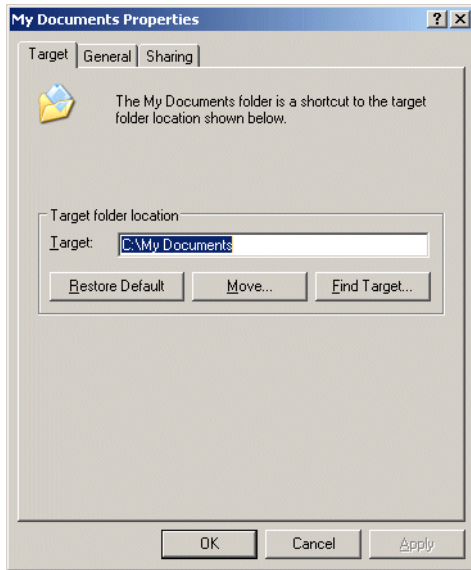 My Documents Properties
Target General Sharing
The My Documents folder is a shortcut to the target
folder location shown below.
Target folder location
Target: C:\My Documents
Restore Default Move... Find Target...
OK Cancel Apply